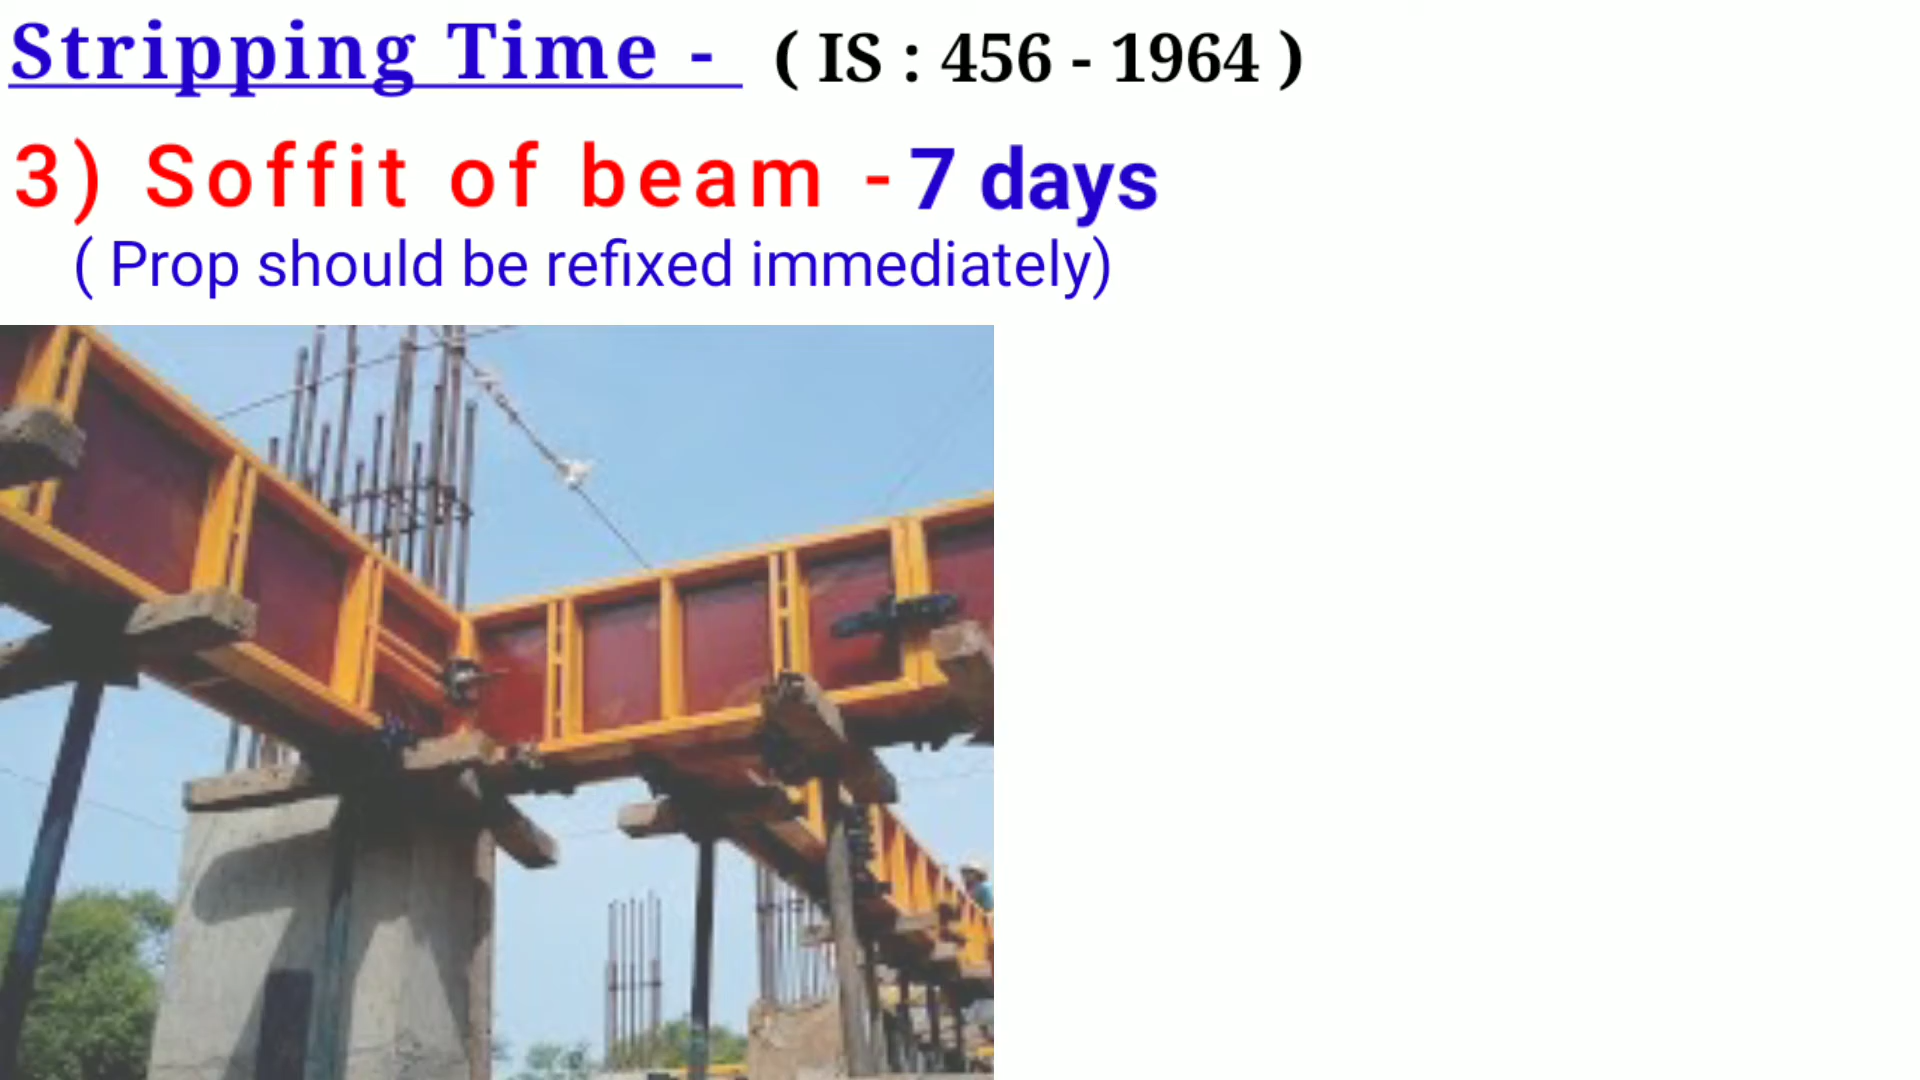 Stripping Time - ( IS : 456 - 1964 )
3) Soffit of beam - 7 days
( Prop should be refixed immediately)